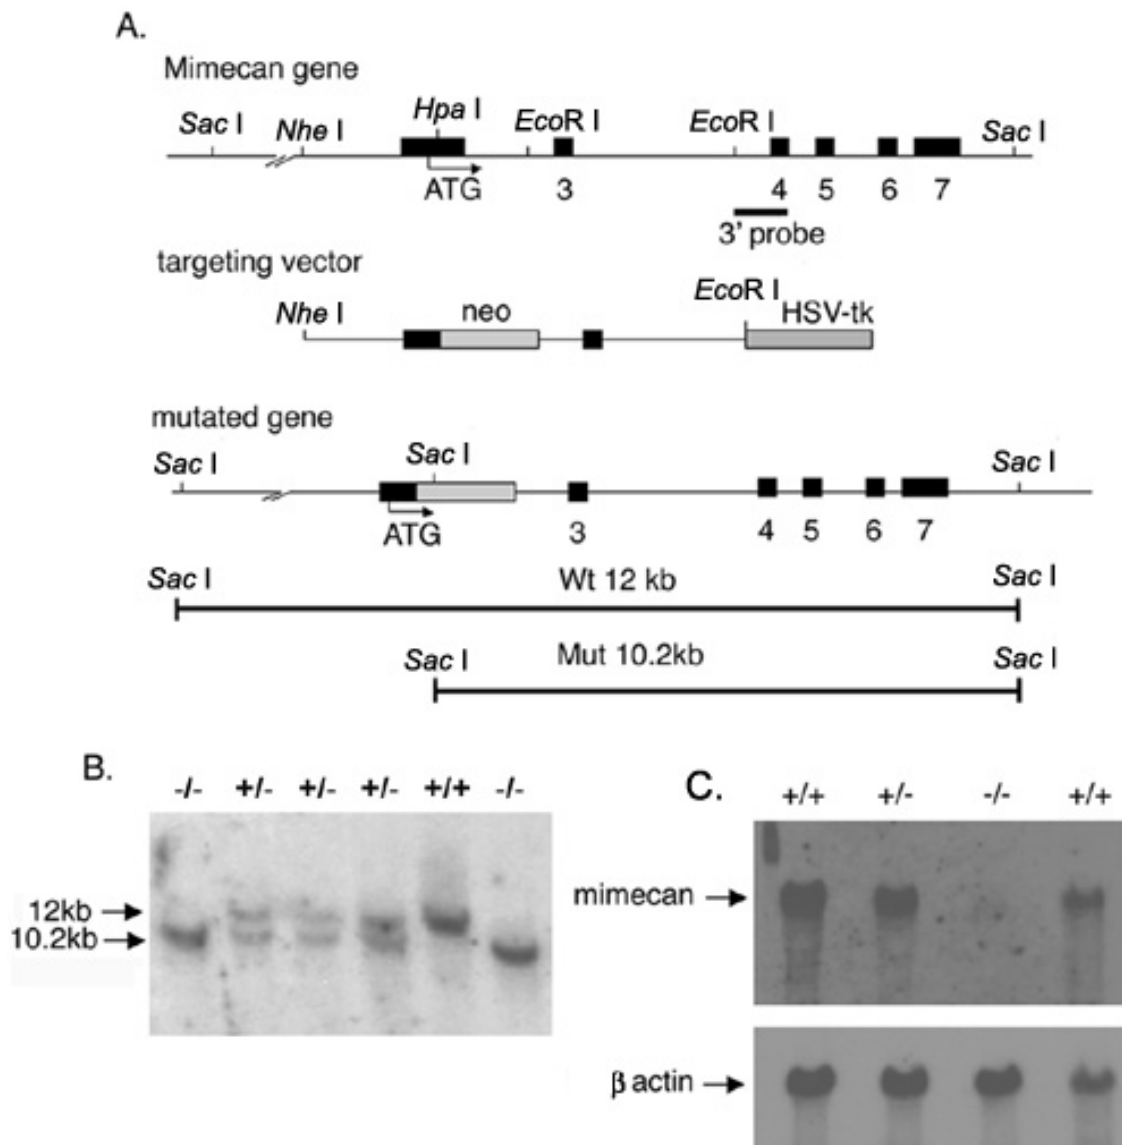 A.
Mimecan gene
Sac I Nhe I Hpa I EcoR I EcoR I Sac I
ATG 3 4 5 6 7
3' probe
targeting vector
Nhe I neo EcoR I HSV-tk
mutated gene
Sac I Sac I Sac I
ATG 3 4 5 6 7
Sac I Wt 12 kb Sac I
Sac I Mut 10.2kb Sac I
B.
-/- +/- +/- +/- +/+ -/-
12kb
10.2kb
C.
+/+ +/- -/- +/+
mimecan
β actin